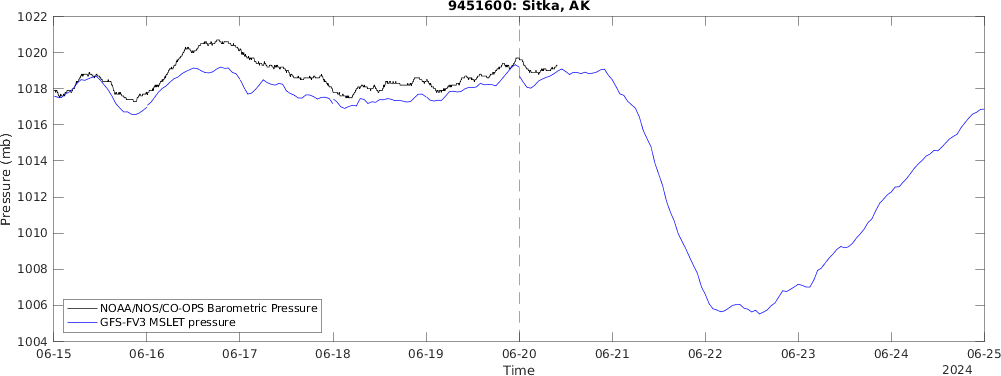 9451600: Sitka, AK
1022
1020
1018
1016
1014
1012
1010
1008
1006
1004
Pressure (mb)
NOAA/NOS/CO-OPS Barometric Pressure
GFS-FV3 MSLET pressure
06-15 06-16 06-17 06-18 06-19 06-20 06-21 06-22 06-23 06-24 06-25
Time
2024